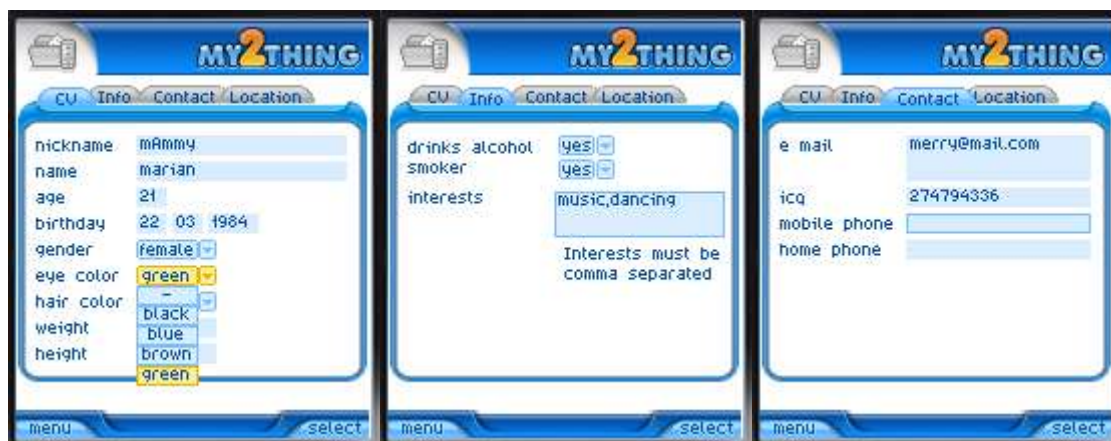 MY2THING
CV Info Contact Location
nickname mAmmy
name marian
age 21
birthday 22 03 1984
gender female
eye color green
hair color -
black
weight blue
height brown
green
menu select
MY2THING
CV Info Contact Location
drinks alcohol yes
smoker yes
interests music,dancing
Interests must be
comma separated
menu select
MY2THING
CV Info Contact Location
e mail merry@mail.com
icq 274794336
mobile phone
home phone
menu select